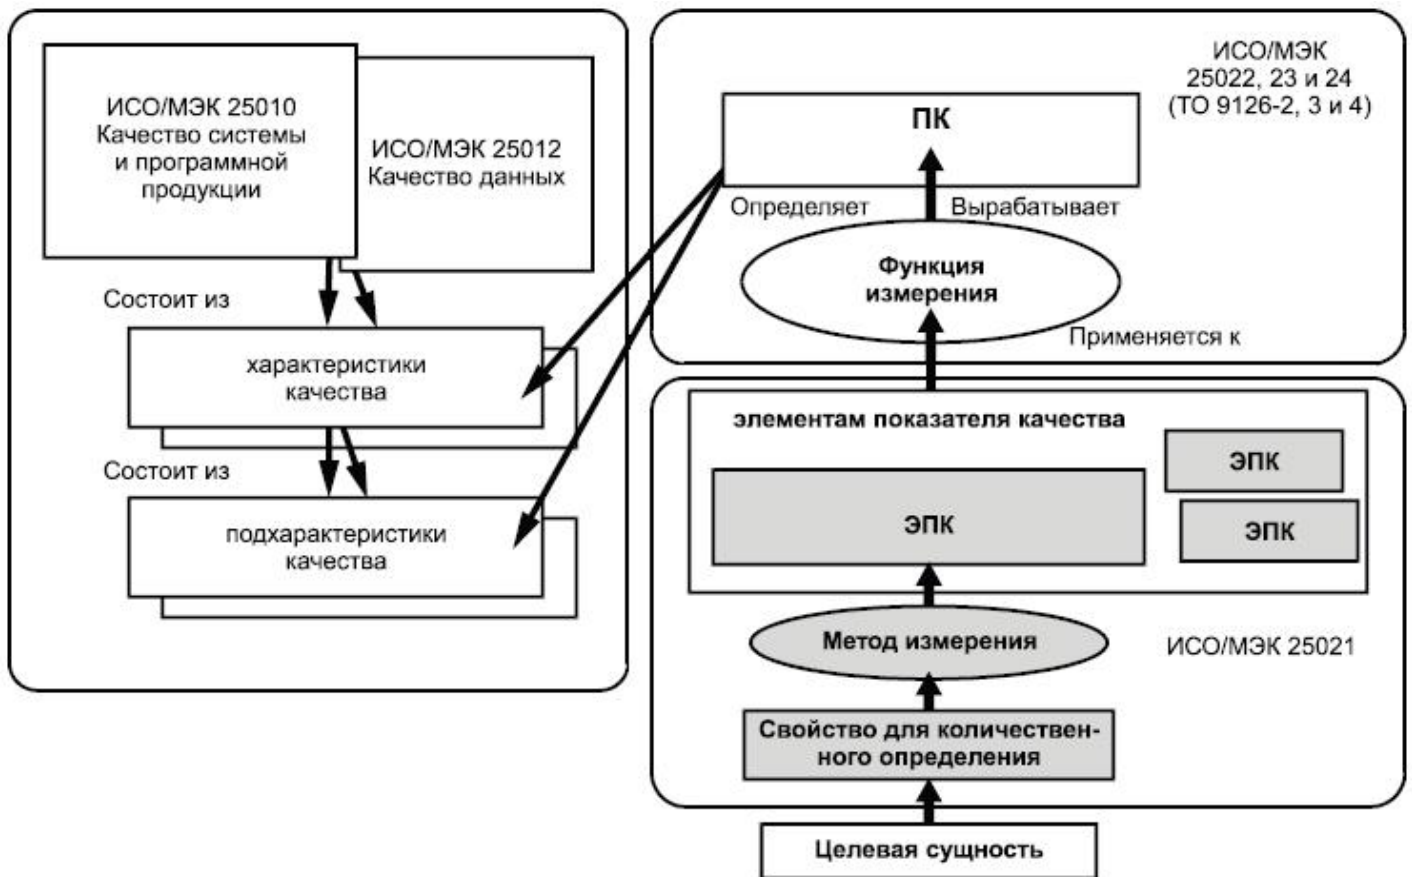 ИСО/МЭК 25010
Качество системы
и программной
продукции
ИСО/МЭК 25012
Качество данных
Состоит из
характеристики
качества
Состоит из
подхарактеристики
качества
ИСО/МЭК
25022, 23 и 24
(ТО 9126-2, 3 и 4)
ПК
Определяет
Вырабатывает
Функция
измерения
Применяется к
элементам показателя качества
ЭПК
ЭПК
ЭПК
Метод измерения
ИСО/МЭК 25021
Свойство для количествен-
ного определения
Целевая сущность